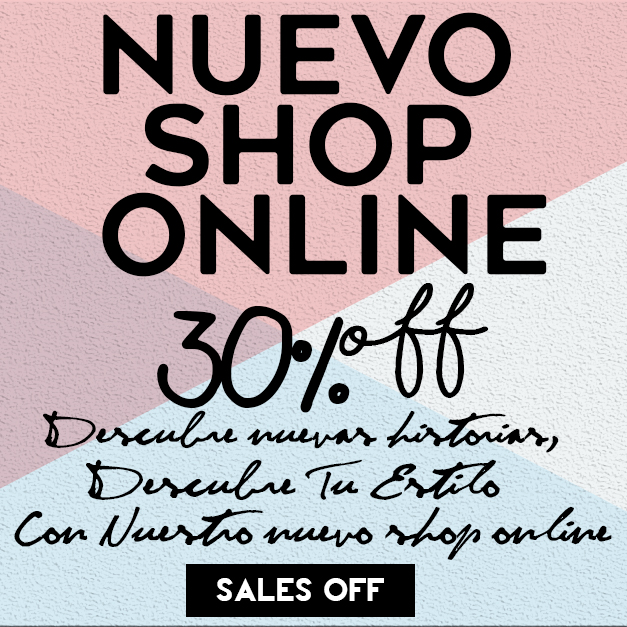 NUEVO
SHOP
ONLINE
30% off
Descubre nuevas historias,
Descubre Tu Estilo
Con Nuestro nuevo shop online
SALES OFF